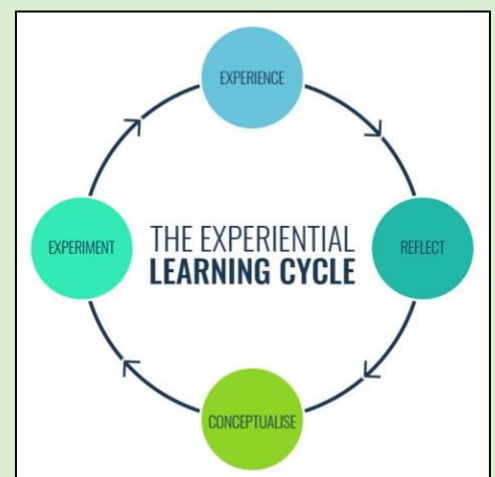 EXPERIENCE
EXPERIMENT
THE EXPERIENTIAL
LEARNING CYCLE
REFLECT
CONCEPTUALISE